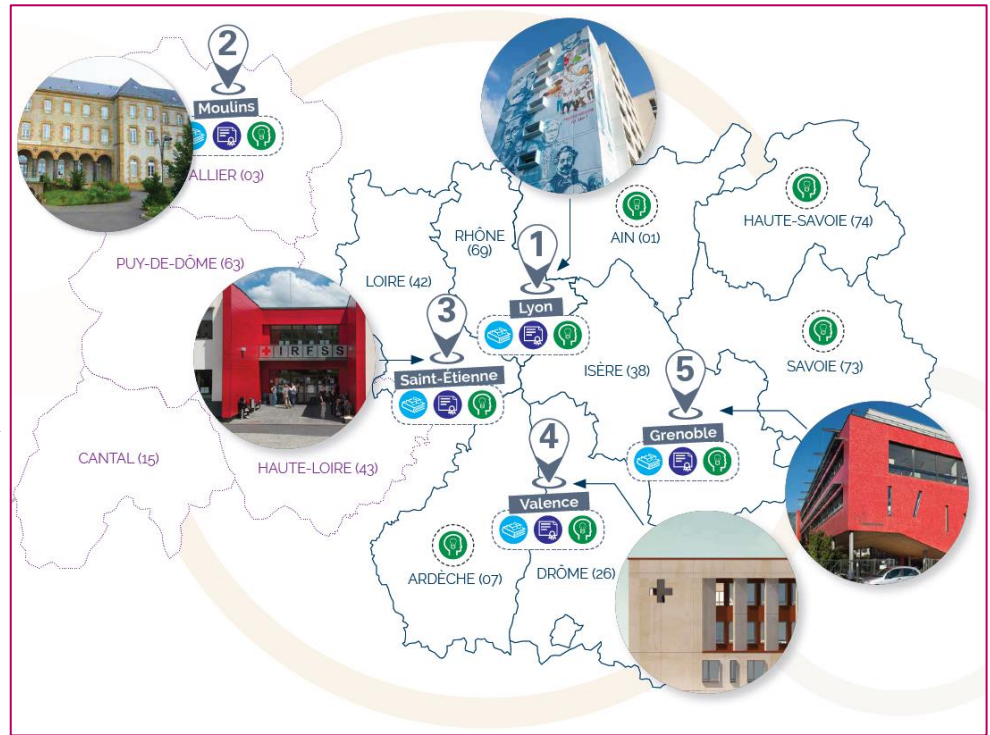 2
Moulins
ALLIER (03)
1
Lyon
RHÔNE
(69)
AIN (01)
HAUTE-SAVOIE (74)
PUY-DE-DÔME (63)
LOIRE (42)
3
Saint-Étienne
IRFSS
ISÈRE (38)
5
Grenoble
SAVOIE (73)
CANTAL (15)
HAUTE-LOIRE (43)
4
Valence
ARDÈCHE (07)
DRÔME (26)